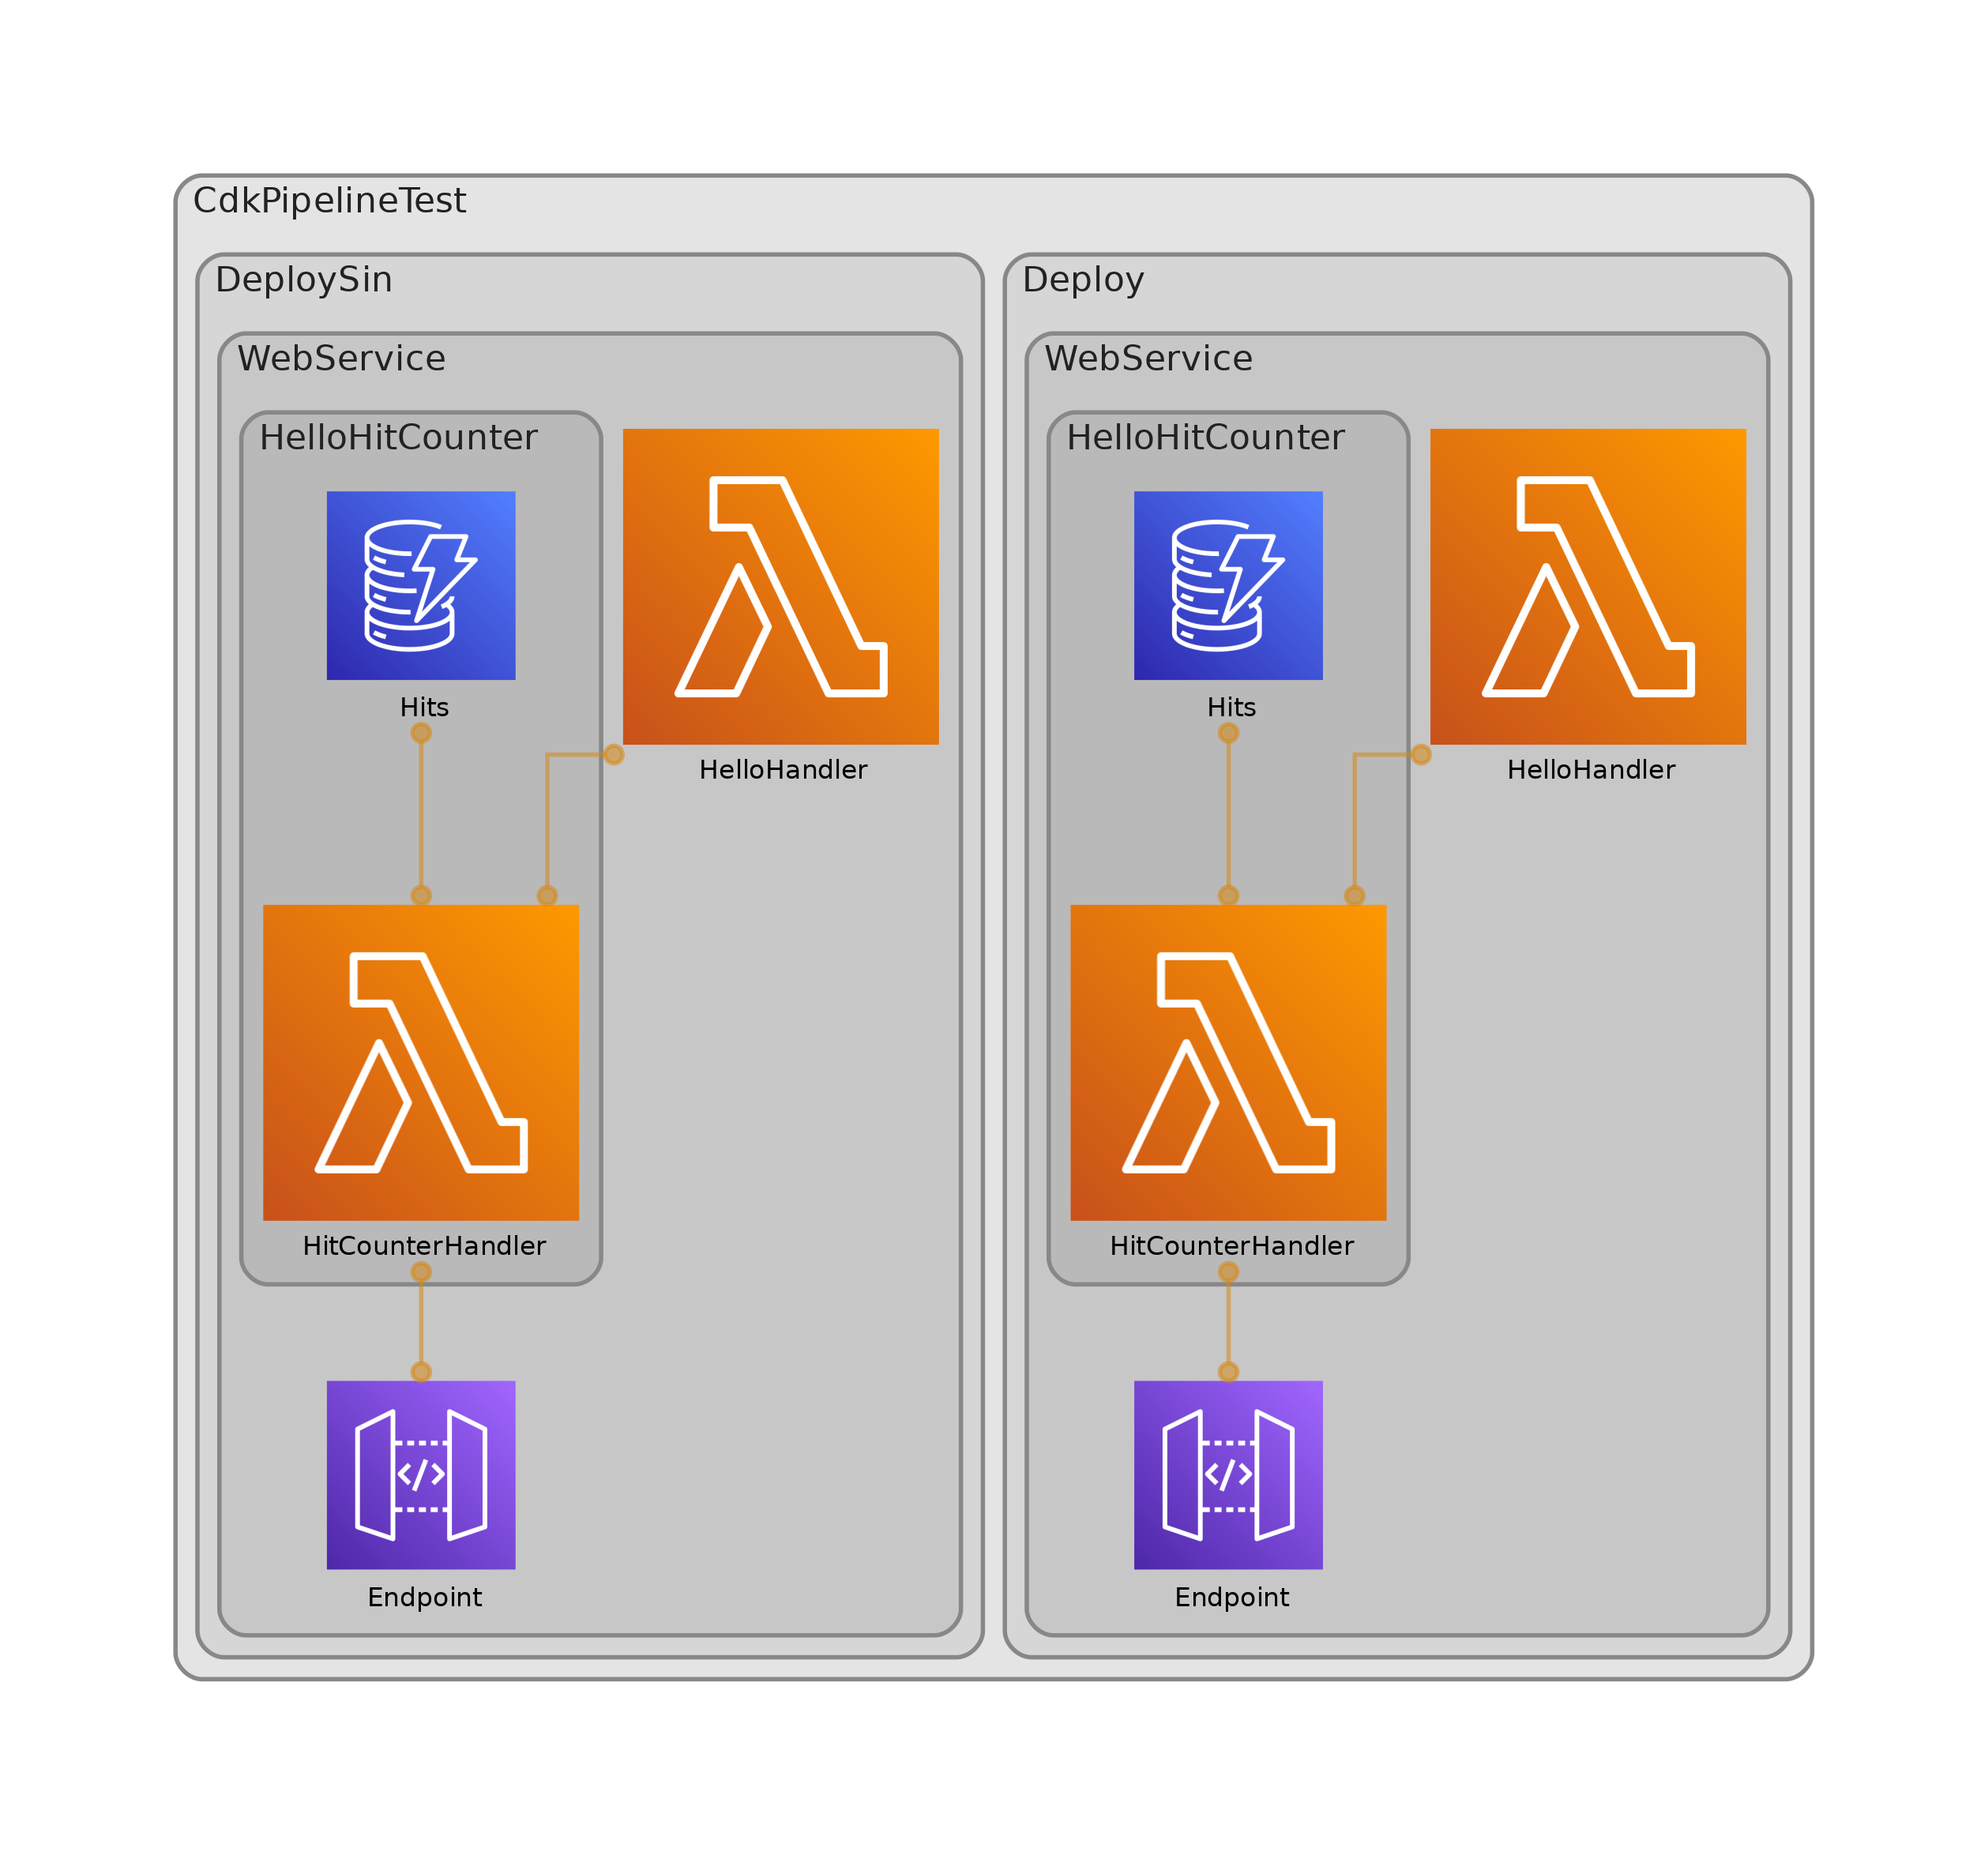 CdkPipelineTest
DeploySin
WebService
HelloHitCounter
Hits
HelloHandler
HitCounterHandler
</>
Endpoint
Deploy
WebService
HelloHitCounter
Hits
HelloHandler
HitCounterHandler
</>
Endpoint